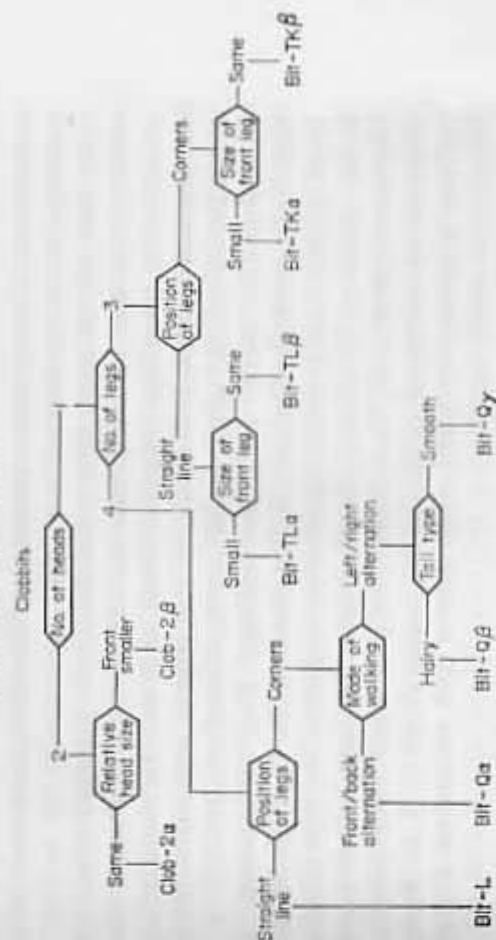 Clabbits
No. of heads
2
1
Relative
head size
No. of legs
Same
Front
smaller
4
3
Clab-2α
Clab-2β
Position
of legs
Straight
line
Corners
Size of
front leg
Size of
front leg
Small
Same
Small
Same
Bit-TLα
Bit-TLβ
Bit-TKα
Bit-TKβ
Position
of legs
Straight
line
Corners
Mode of
walking
Front/back
alternation
Left/right
alternation
Tail type
Hairy
Smooth
Bit-L
Bit-Qα
Bit-Qβ
Bit-Qγ